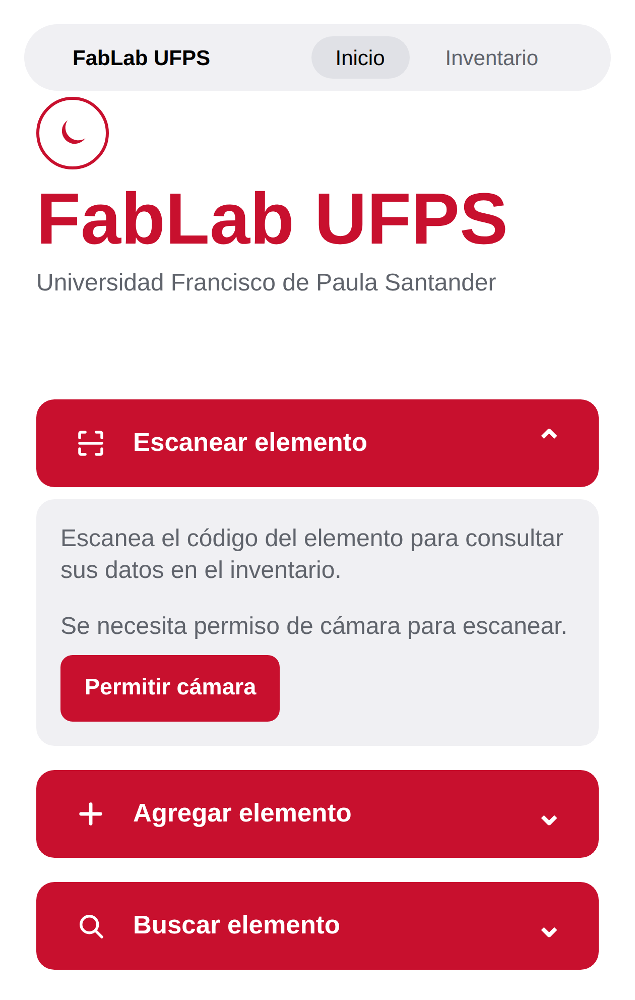 FabLab UFPS
Inicio
Inventario
FabLab UFPS
Universidad Francisco de Paula Santander
Escanear elemento
Escanea el código del elemento para consultar
sus datos en el inventario.
Se necesita permiso de cámara para escanear.
Permitir cámara
Agregar elemento
Buscar elemento